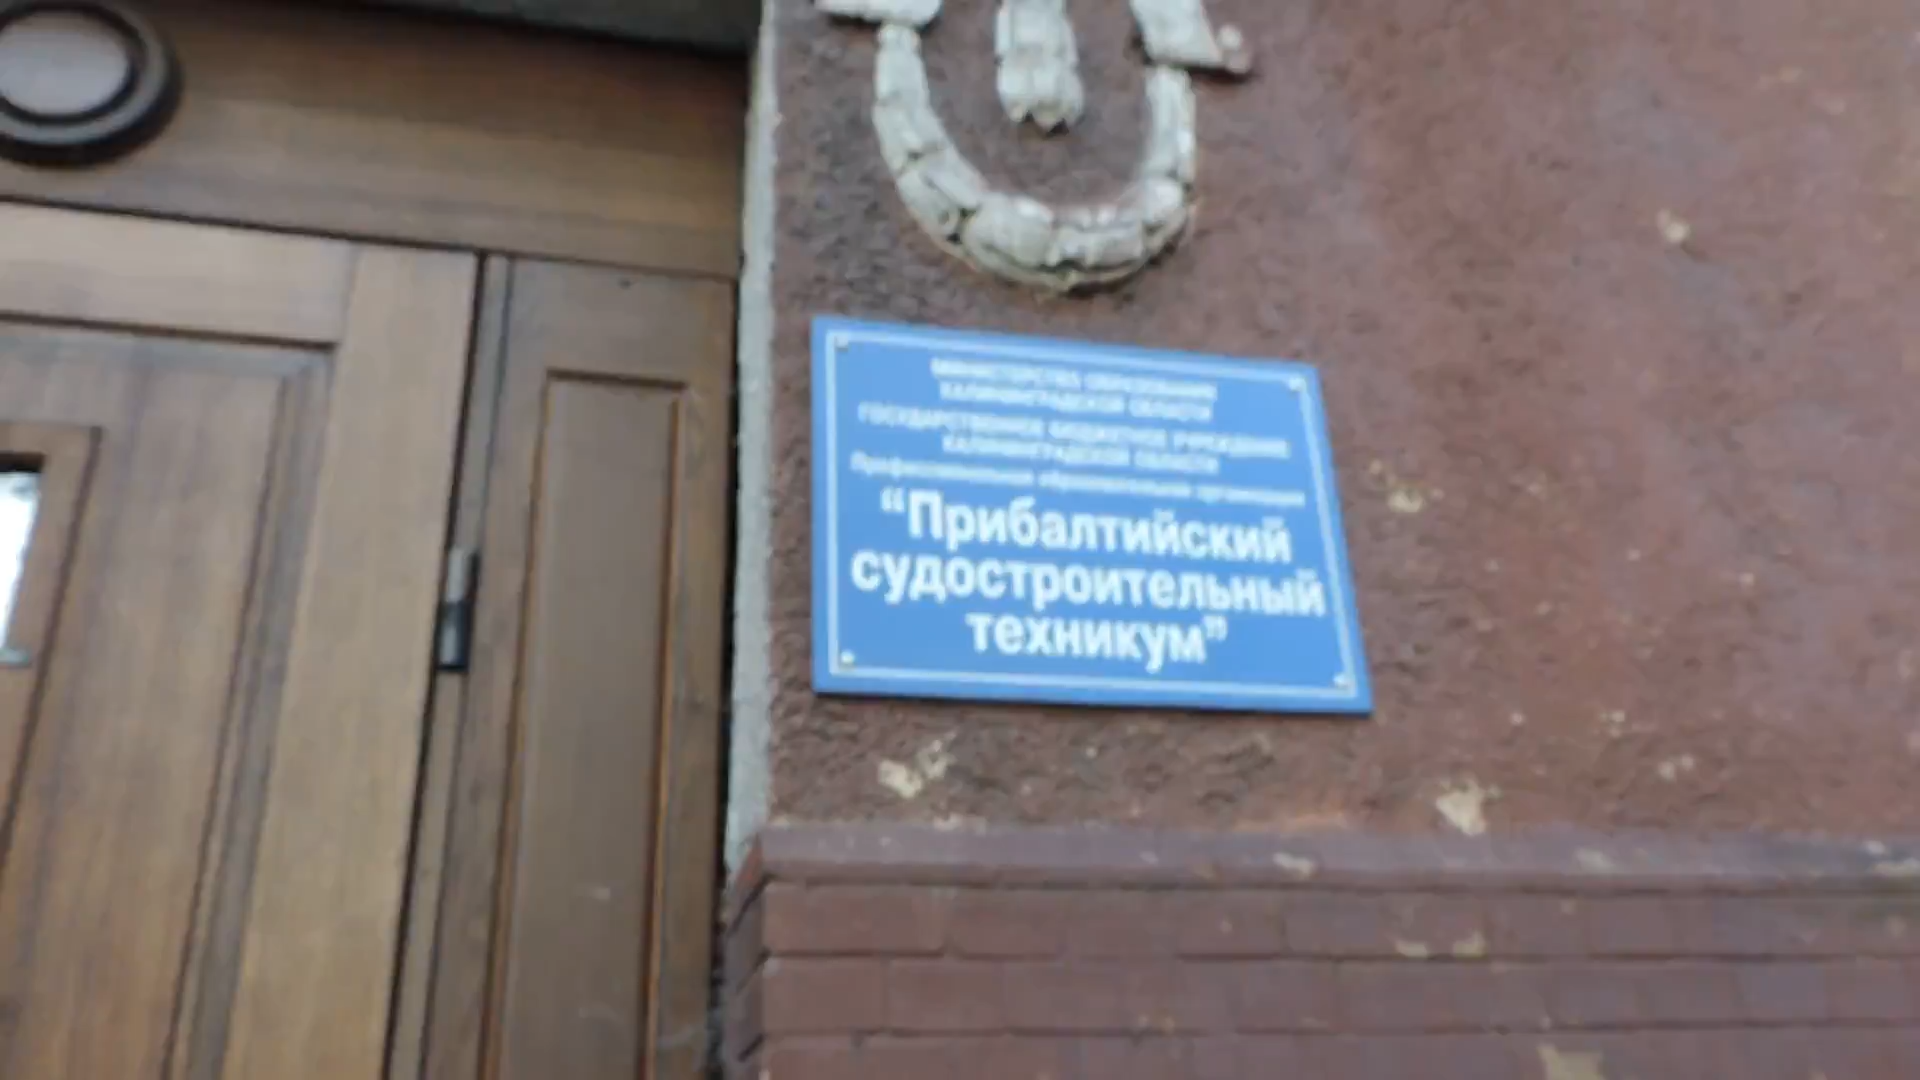 МИНИСТЕРСТВО ОБРАЗОВАНИЯ
КАЛИНИНГРАДСКОЙ ОБЛАСТИ
ГОСУДАРСТВЕННОЕ БЮДЖЕТНОЕ УЧРЕЖДЕНИЕ
КАЛИНИНГРАДСКОЙ ОБЛАСТИ
Профессиональная образовательная организация
“Прибалтийский
судостроительный
техникум”